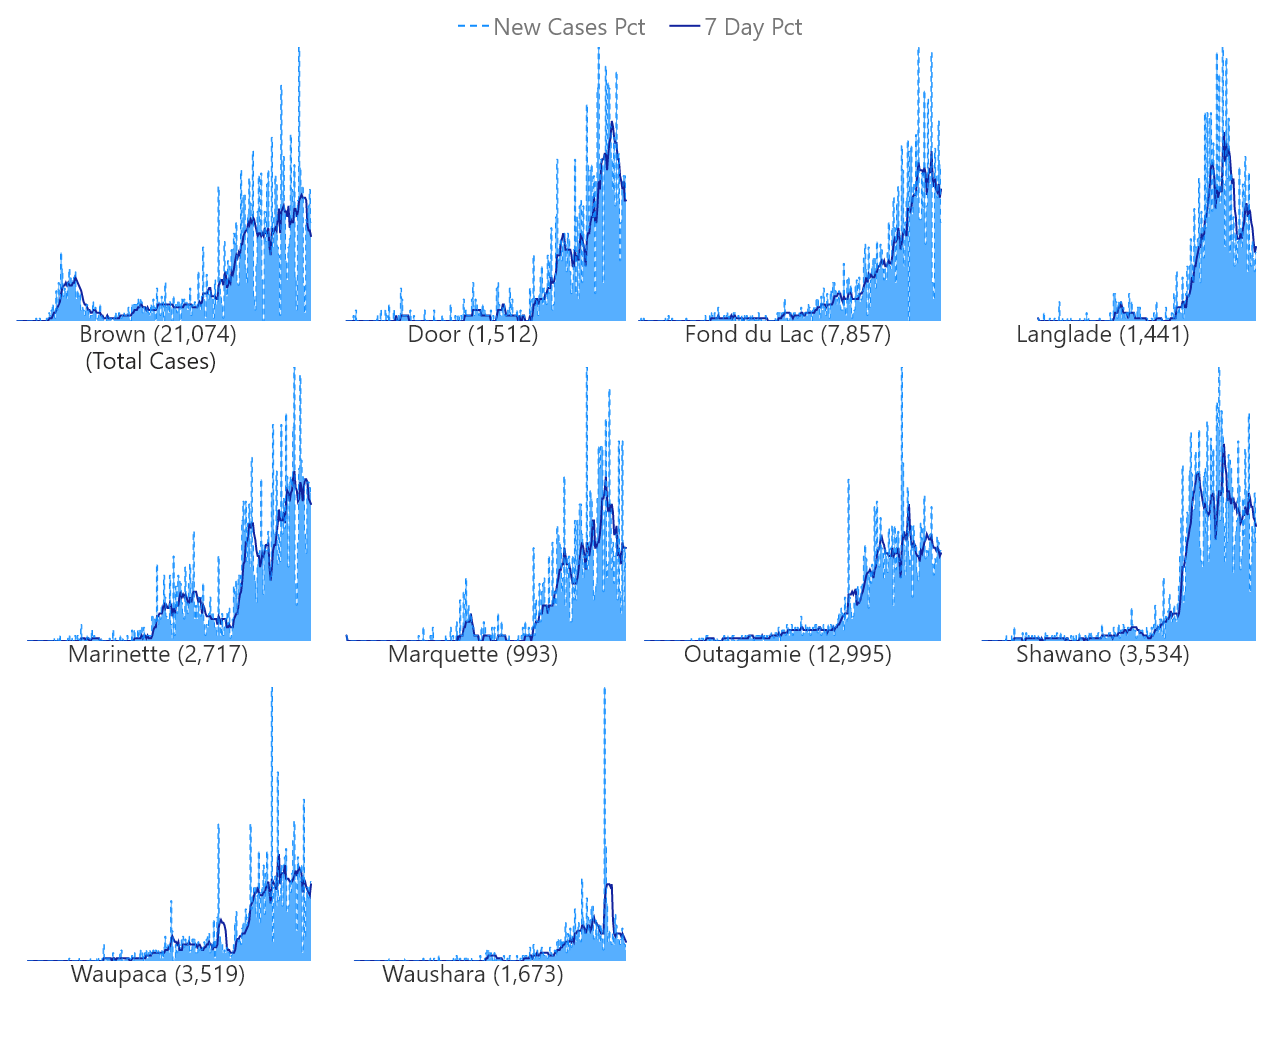 New Cases Pct 7 Day Pct
Brown (21,074) Door (1,512) Fond du Lac (7,857) Langlade (1,441)
(Total Cases)
Marinette (2,717) Marquette (993) Outagamie (12,995) Shawano (3,534)
Waupaca (3,519) Waushara (1,673)